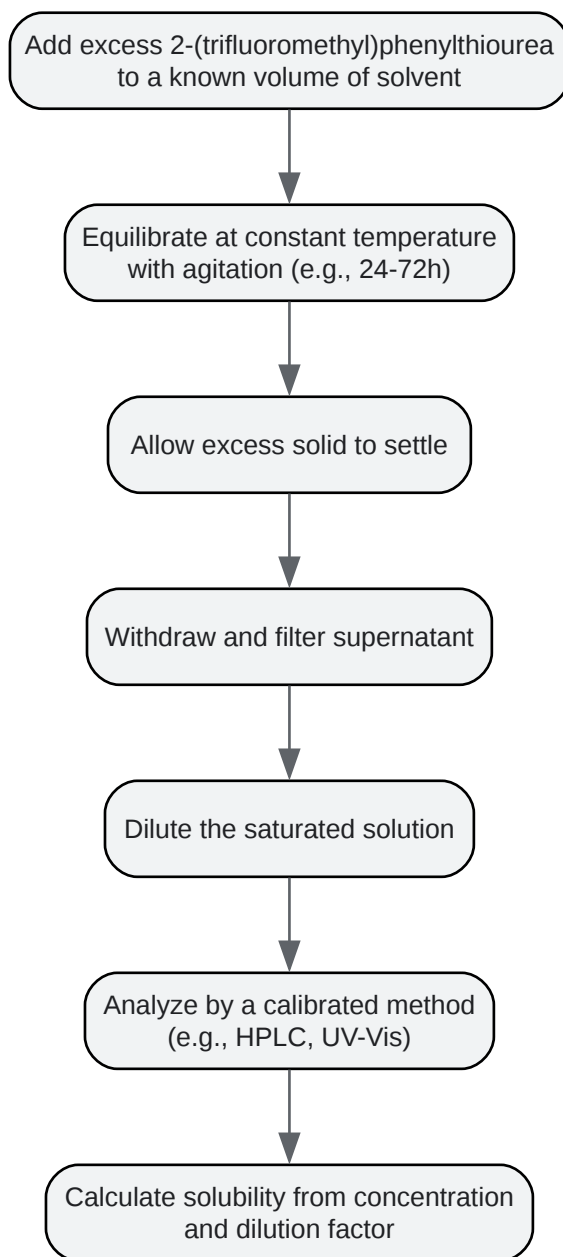 Add excess 2-(trifluoromethyl)phenylthiourea
to a known volume of solvent
Equilibrate at constant temperature
with agitation (e.g., 24-72h)
Allow excess solid to settle
Withdraw and filter supernatant
Dilute the saturated solution
Analyze by a calibrated method
(e.g., HPLC, UV-Vis)
Calculate solubility from concentration
and dilution factor